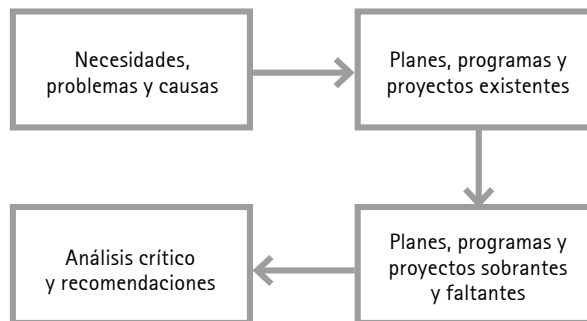 Necesidades,
problemas y causas
Planes, programas y
proyectos existentes
Planes, programas y
proyectos sobrantes
y faltantes
Análisis crítico
y recomendaciones